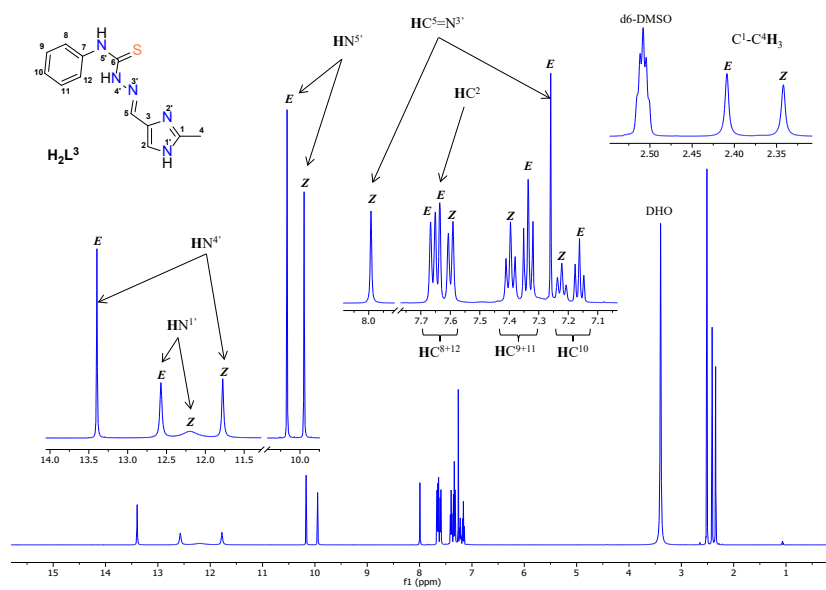 d6-DMSO
C¹-C⁴H₃
E
Z
2.50 2.45 2.40 2.35
HN⁵'
HC⁵=N³'
HC²
E
Z
E
Z
E
E
Z
Z
E
Z
E
8.0 7.7 7.6 7.5 7.4 7.3 7.2 7.1
HC⁸⁺¹²
HC⁹⁺¹¹
HC¹⁰
DHO
8
9
10
11
12
7
HN
5'
S
6
HN
4'
N
3'
5
3
N
2'
1
4
2
N
1'
H
H₂L³
HN⁴'
HN¹'
E
E
Z
Z
14.0 13.5 13.0 12.5 12.0 11.5 10.0
15 14 13 12 11 10 9 8 7 6 5 4 3 2 1
f1 (ppm)